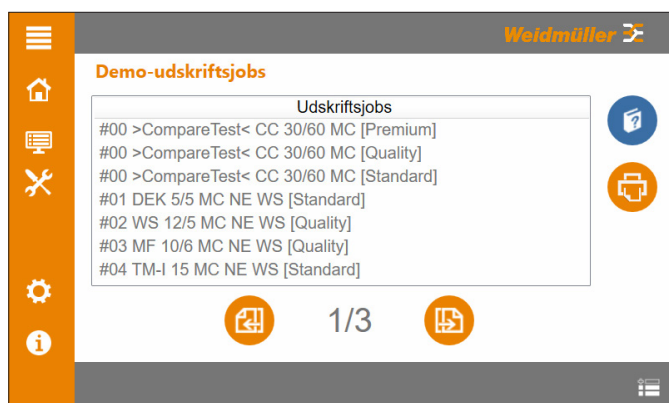 Weidmüller
Demo-udskriftsjobs
Udskriftsjobs
#00 >CompareTest< CC 30/60 MC [Premium]
#00 >CompareTest< CC 30/60 MC [Quality]
#00 >CompareTest< CC 30/60 MC [Standard]
#01 DEK 5/5 MC NE WS [Standard]
#02 WS 12/5 MC NE WS [Quality]
#03 MF 10/6 MC NE WS [Quality]
#04 TM-I 15 MC NE WS [Standard]
1/3